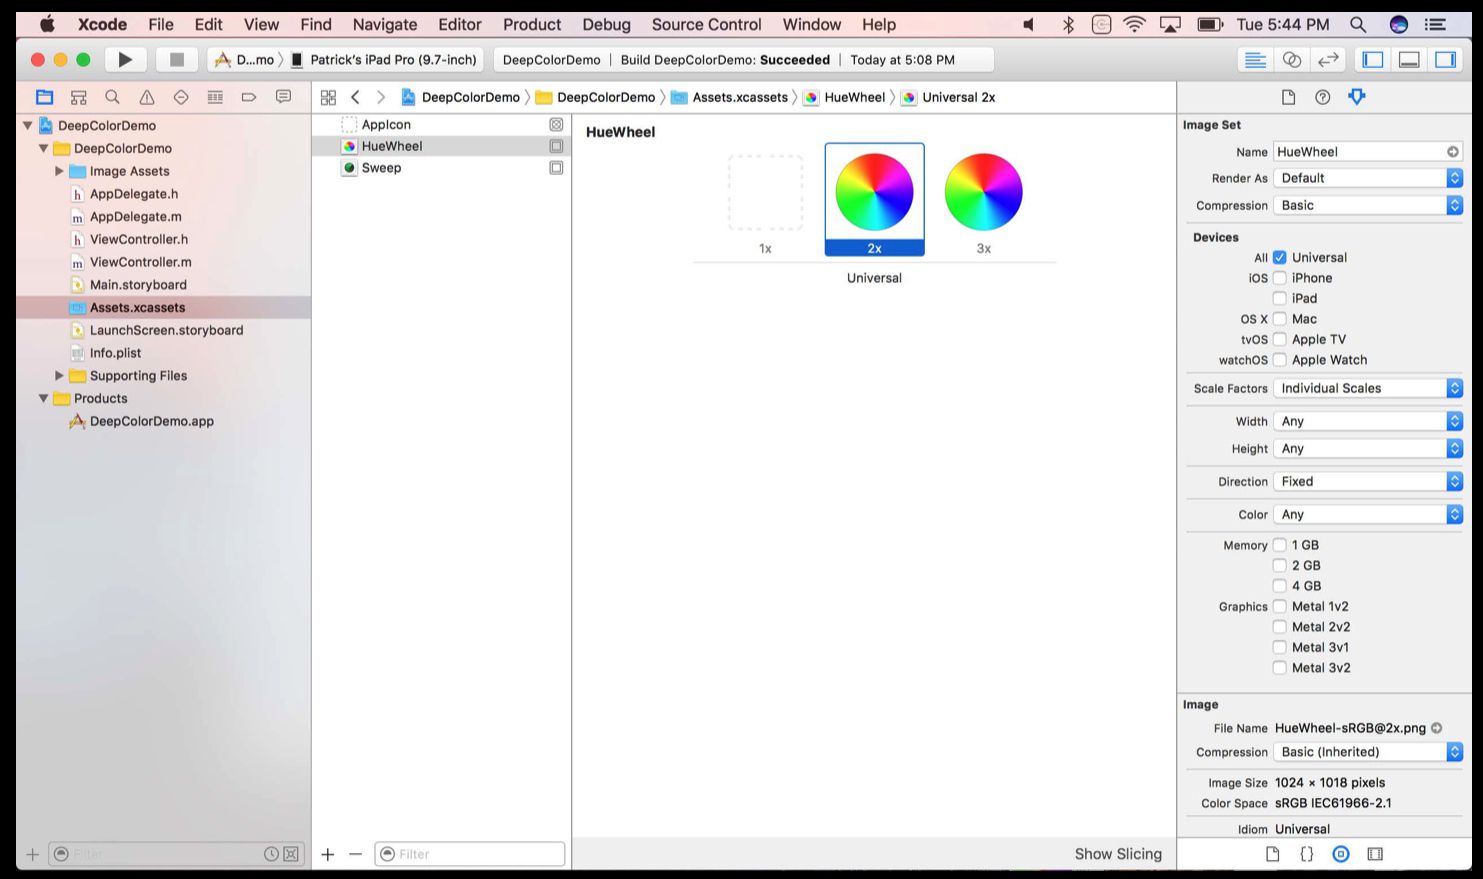 Xcode File Edit View Find Navigate Editor Product Debug Source Control Window Help Tue 5:44 PM
D...mo Patrick's iPad Pro (9.7-inch) DeepColorDemo | Build DeepColorDemo: Succeeded | Today at 5:08 PM
DeepColorDemo DeepColorDemo Assets.xcassets HueWheel Universal 2x
DeepColorDemo
DeepColorDemo
Image Assets
h AppDelegate.h
m AppDelegate.m
h ViewController.h
m ViewController.m
Main.storyboard
Assets.xcassets
LaunchScreen.storyboard
Info.plist
Supporting Files
Products
DeepColorDemo.app
Filter
AppIcon
HueWheel
Sweep
Filter
HueWheel
1x 2x 3x
Universal
Show Slicing
Image Set
Name HueWheel
Render As Default
Compression Basic
Devices
All Universal
iOS iPhone
iPad
OS X Mac
tvOS Apple TV
watchOS Apple Watch
Scale Factors Individual Scales
Width Any
Height Any
Direction Fixed
Color Any
Memory 1 GB
2 GB
4 GB
Graphics Metal 1v2
Metal 2v2
Metal 3v1
Metal 3v2
Image
File Name HueWheel-sRGB@2x.png
Compression Basic (Inherited)
Image Size 1024 × 1018 pixels
Color Space sRGB IEC61966-2.1
Idiom Universal